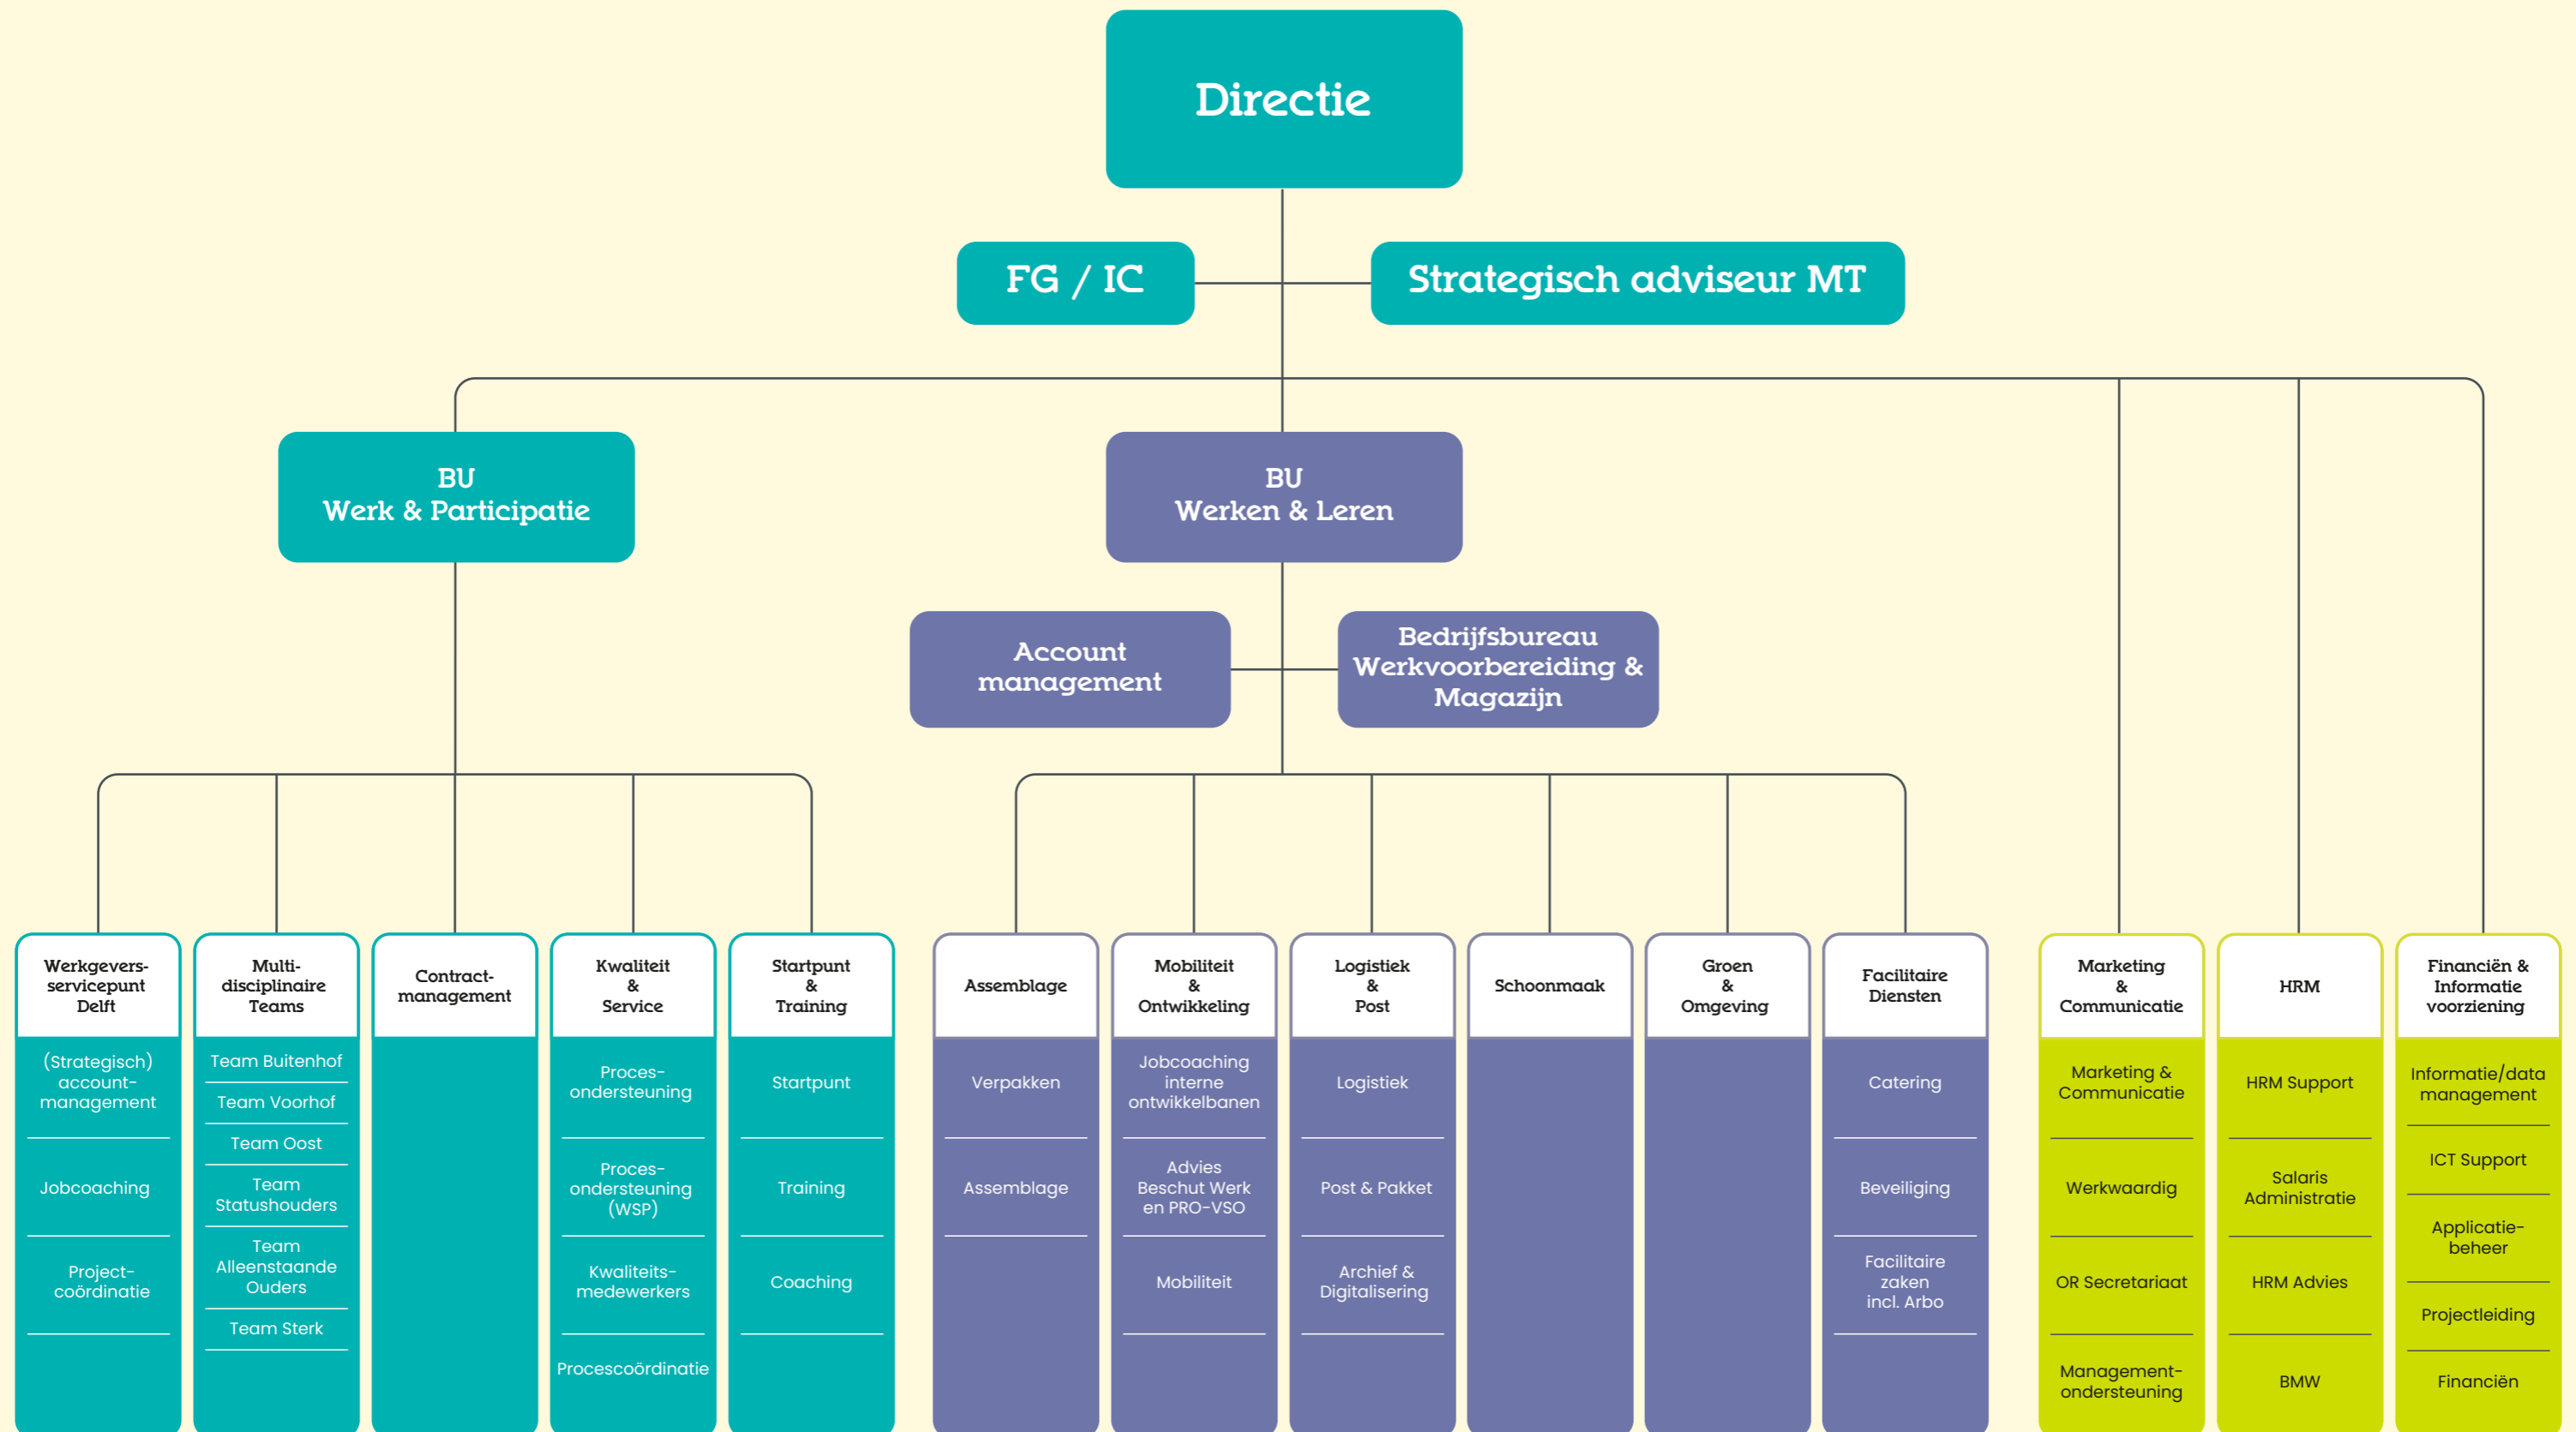 Directie
FG / IC
Strategisch adviseur MT
BU
Werk & Participatie
BU
Werken & Leren
Account
management
Bedrijfsbureau
Werkvoorbereiding &
Magazijn
Werkgevers-
servicepunt
Delft
(Strategisch)
account-
management
Jobcoaching
Project-
coördinatie
Multi-
disciplinaire
Teams
Team Buitenhof
Team Voorhof
Team Oost
Team
Statushouders
Team
Alleenstaande
Ouders
Team Sterk
Contract-
management
Kwaliteit
&
Service
Proces-
ondersteuning
Proces-
ondersteuning
(WSP)
Kwaliteits-
medewerkers
Procescoördinatie
Startpunt
&
Training
Startpunt
Training
Coaching
Assemblage
Verpakken
Assemblage
Mobiliteit
&
Ontwikkeling
Jobcoaching
interne
ontwikkelbanen
Advies
Beschut Werk
en PRO-VSO
Mobiliteit
Logistiek
&
Post
Logistiek
Post & Pakket
Archief &
Digitalisering
Schoonmaak
Groen
&
Omgeving
Facilitaire
Diensten
Catering
Beveiliging
Facilitaire
zaken
incl. Arbo
Marketing
&
Communicatie
Marketing &
Communicatie
Werkwaardig
OR Secretariaat
Management-
ondersteuning
HRM
HRM Support
Salaris
Administratie
HRM Advies
BMW
Financiën &
Informatie
voorziening
Informatie/data
management
ICT Support
Applicatie-
beheer
Projectleiding
Financiën